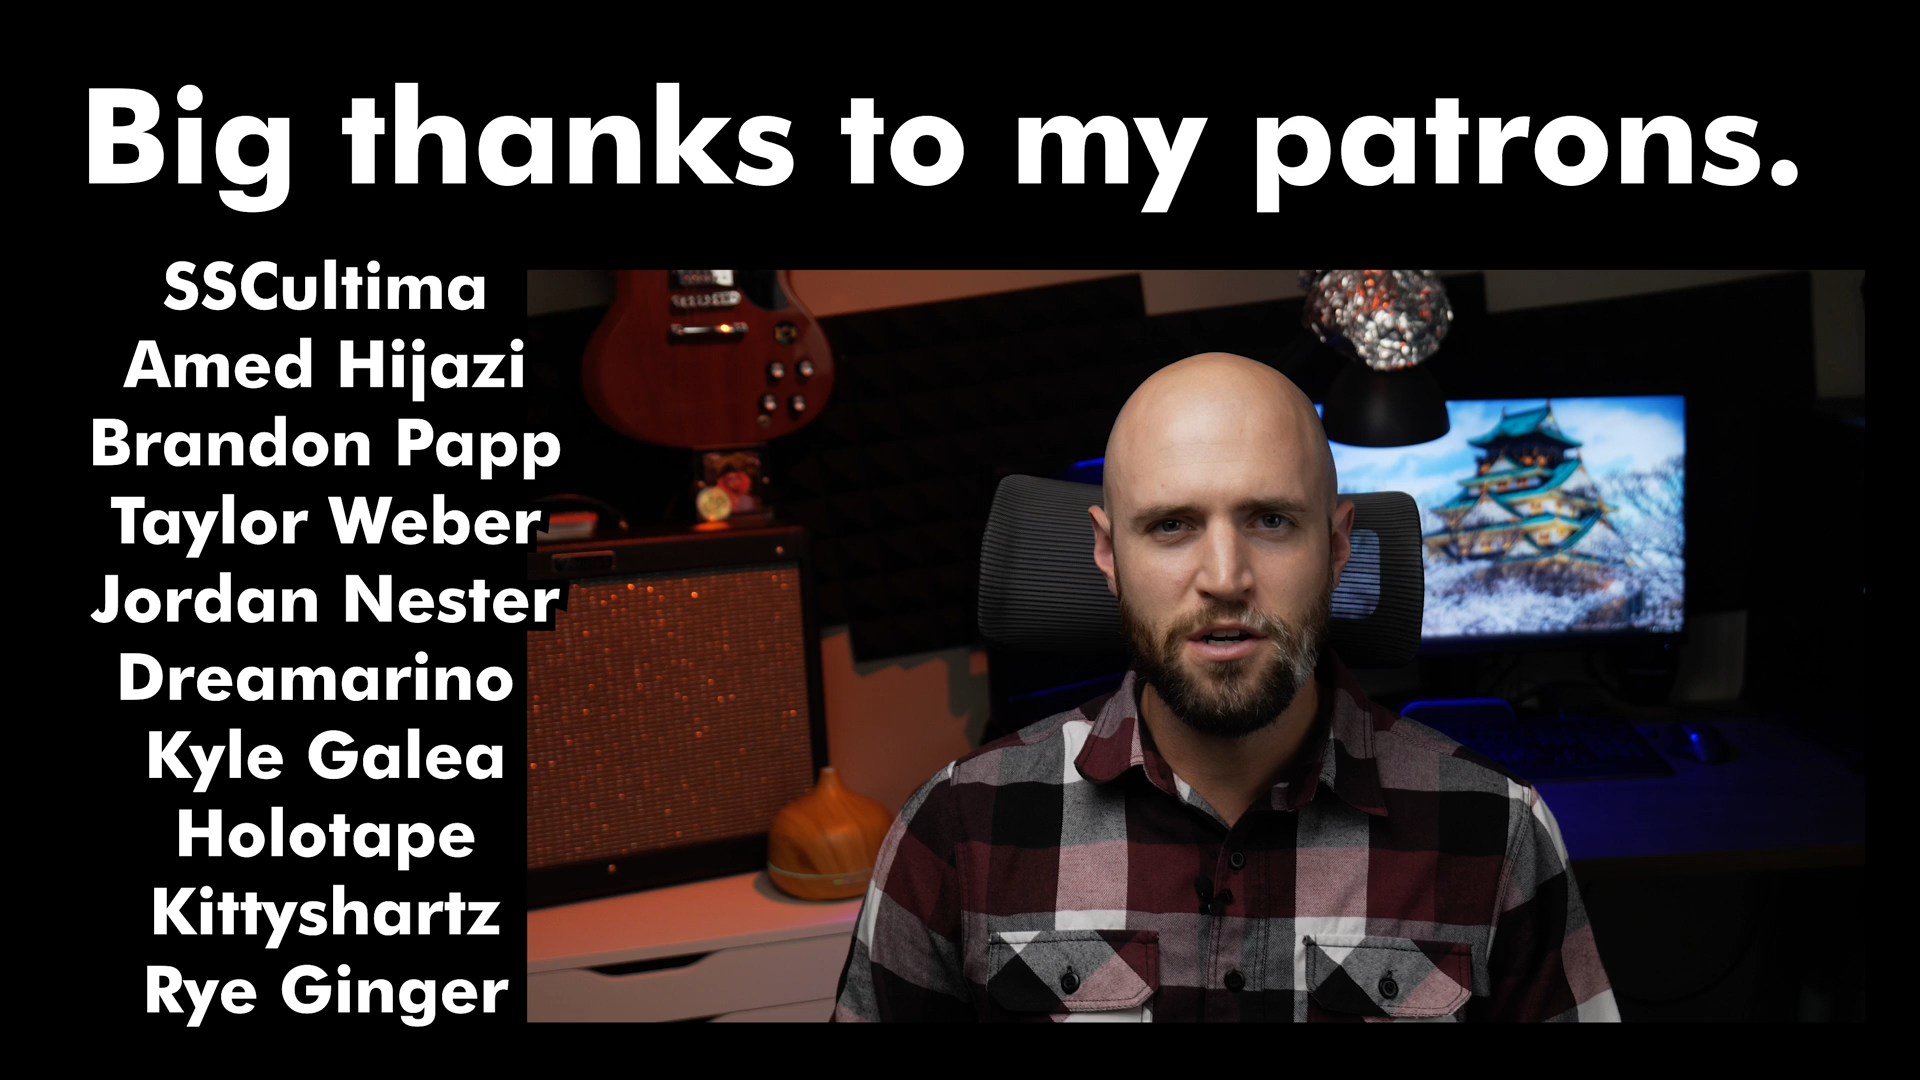 Big thanks to my patrons.
SSCultima
Amed Hijazi
Brandon Papp
Taylor Weber
Jordan Nester
Dreamarino
Kyle Galea
Holotape
Kittyshartz
Rye Ginger